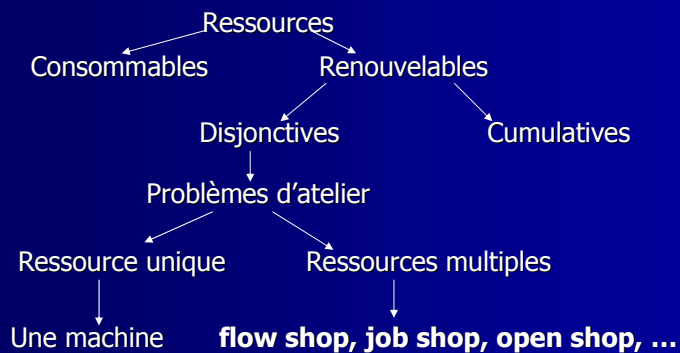 Ressources
Consommables Renouvelables
Disjonctives Cumulatives
Problèmes d'atelier
Ressource unique Ressources multiples
Une machine flow shop, job shop, open shop, ...